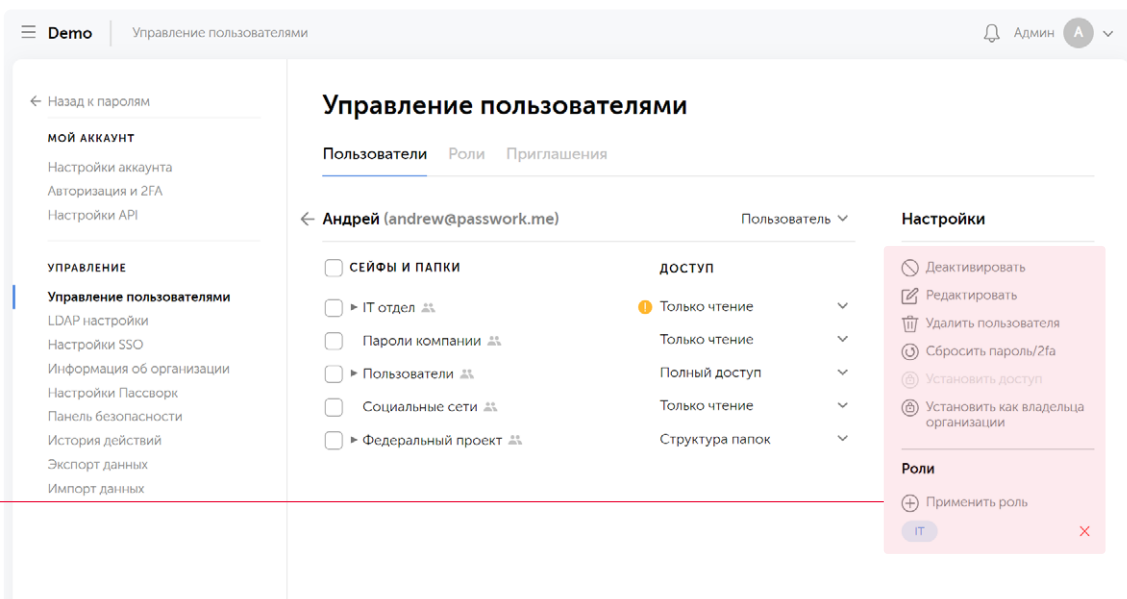 Demo Управление пользователями Админ А
Назад к паролям
МОЙ АККАУНТ
Настройки аккаунта
Авторизация и 2FA
Настройки API
УПРАВЛЕНИЕ
Управление пользователями
LDAP настройки
Настройки SSO
Информация об организации
Настройки Пассворк
Панель безопасности
История действий
Экспорт данных
Импорт данных
Управление пользователями
Пользователи Роли Приглашения
Андрей (andrew@passwork.me) Пользователь
СЕЙФЫ И ПАПКИ ДОСТУП
IT отдел Только чтение
Пароли компании Только чтение
Пользователи Полный доступ
Социальные сети Только чтение
Федеральный проект Структура папок
Настройки
Деактивировать
Редактировать
Удалить пользователя
Сбросить пароль/2fa
Установить доступ
Установить как владельца
организации
Роли
Применить роль
IT